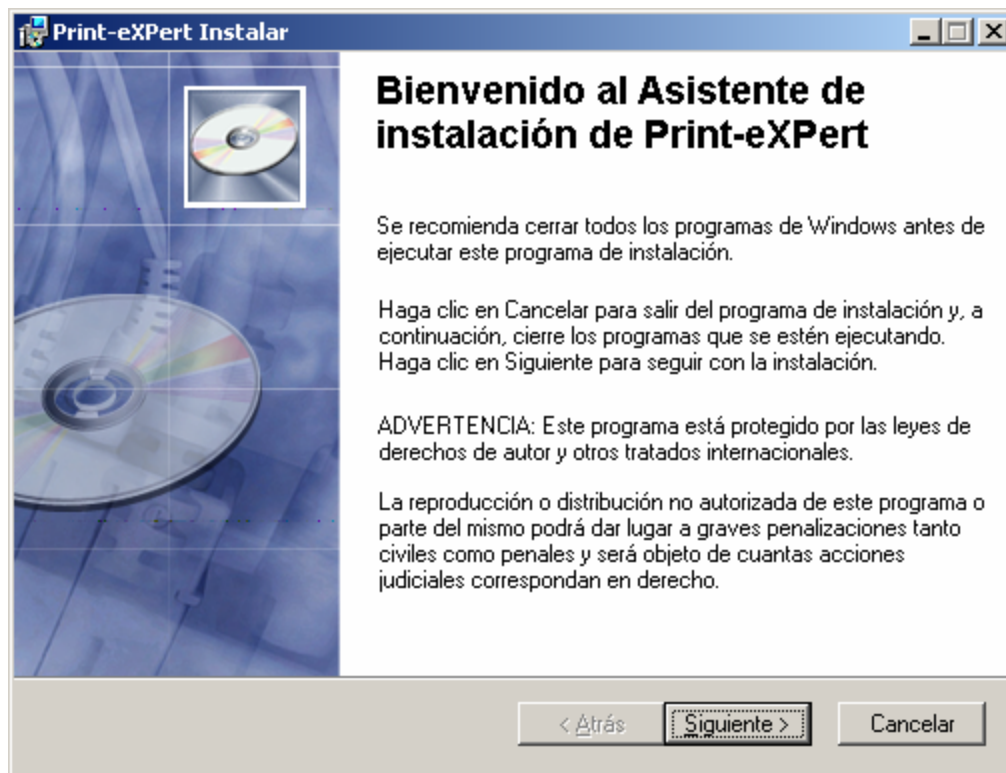 Print-eXPert Instalar
Bienvenido al Asistente de
instalación de Print-eXPert
Se recomienda cerrar todos los programas de Windows antes de
ejecutar este programa de instalación.
Haga clic en Cancelar para salir del programa de instalación y, a
continuación, cierre los programas que se estén ejecutando.
Haga clic en Siguiente para seguir con la instalación.
ADVERTENCIA: Este programa está protegido por las leyes de
derechos de autor y otros tratados internacionales.
La reproducción o distribución no autorizada de este programa o
parte del mismo podrá dar lugar a graves penalizaciones tanto
civiles como penales y será objeto de cuantas acciones
judiciales correspondan en derecho.
< Atrás Siguiente > Cancelar